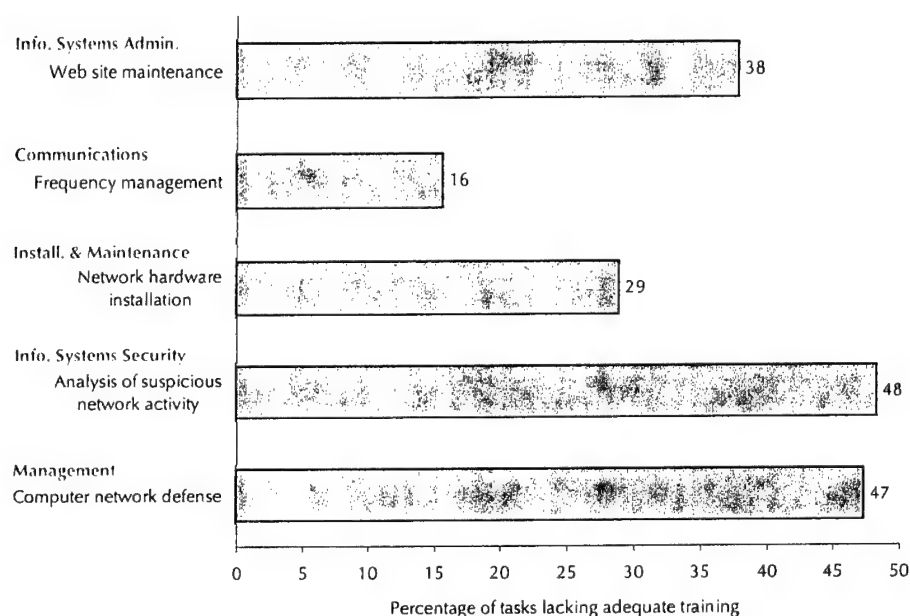 Info. Systems Admin.
Web site maintenance
38
Communications
Frequency management
16
Install. & Maintenance
Network hardware
installation
29
Info. Systems Security
Analysis of suspicious
network activity
48
Management
Computer network defense
47
0 5 10 15 20 25 30 35 40 45 50
Percentage of tasks lacking adequate training